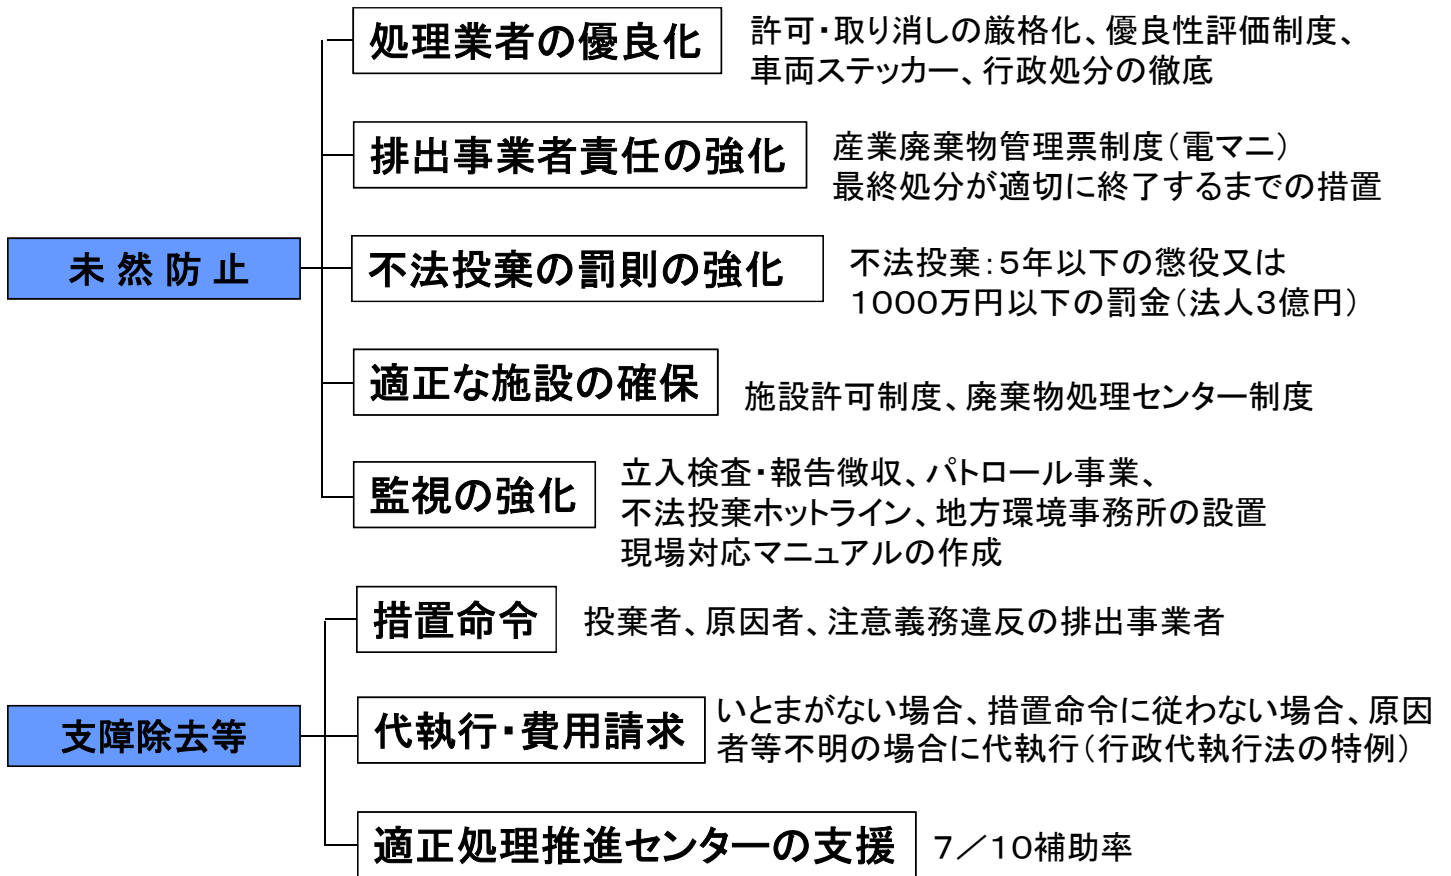 処理業者の優良化
許可・取り消しの厳格化、優良性評価制度、
車両ステッカー、行政処分の徹底
排出事業者責任の強化
産業廃棄物管理票制度(電マニ)
最終処分が適切に終了するまでの措置
未然防止
不法投棄の罰則の強化
不法投棄:5年以下の懲役又は
1000万円以下の罰金(法人3億円)
適正な施設の確保
施設許可制度、廃棄物処理センター制度
監視の強化
立入検査・報告徴収、パトロール事業、
不法投棄ホットライン、地方環境事務所の設置
現場対応マニュアルの作成
措置命令
投棄者、原因者、注意義務違反の排出事業者
支障除去等
代執行・費用請求
いとまがない場合、措置命令に従わない場合、原因
者等不明の場合に代執行(行政代執行法の特例)
適正処理推進センターの支援
7/10補助率